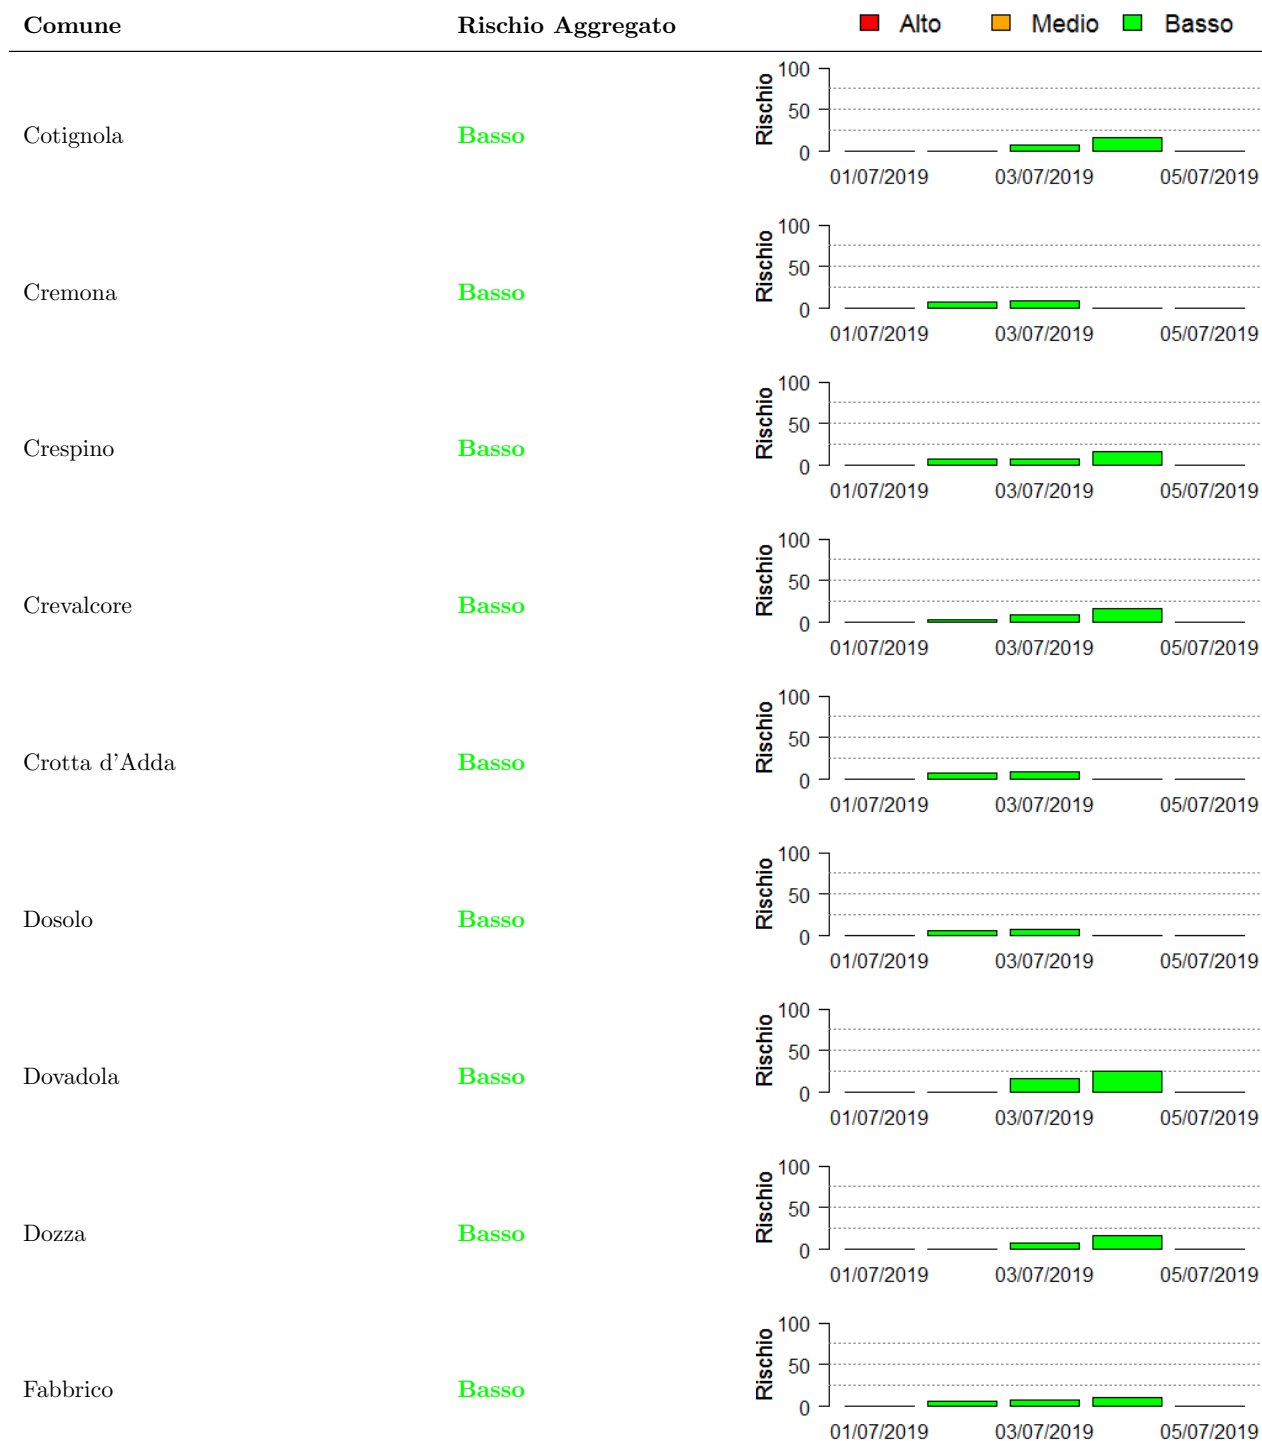 Comune Rischio Aggregato Alto Medio Basso
Cotignola Basso Rischio 100 50 0
01/07/2019 03/07/2019 05/07/2019
Cremona Basso Rischio 100 50 0
01/07/2019 03/07/2019 05/07/2019
Crespino Basso Rischio 100 50 0
01/07/2019 03/07/2019 05/07/2019
Crevalcore Basso Rischio 100 50 0
01/07/2019 03/07/2019 05/07/2019
Crotta d'Adda Basso Rischio 100 50 0
01/07/2019 03/07/2019 05/07/2019
Dosolo Basso Rischio 100 50 0
01/07/2019 03/07/2019 05/07/2019
Dovadola Basso Rischio 100 50 0
01/07/2019 03/07/2019 05/07/2019
Dozza Basso Rischio 100 50 0
01/07/2019 03/07/2019 05/07/2019
Fabbrico Basso Rischio 100 50 0
01/07/2019 03/07/2019 05/07/2019